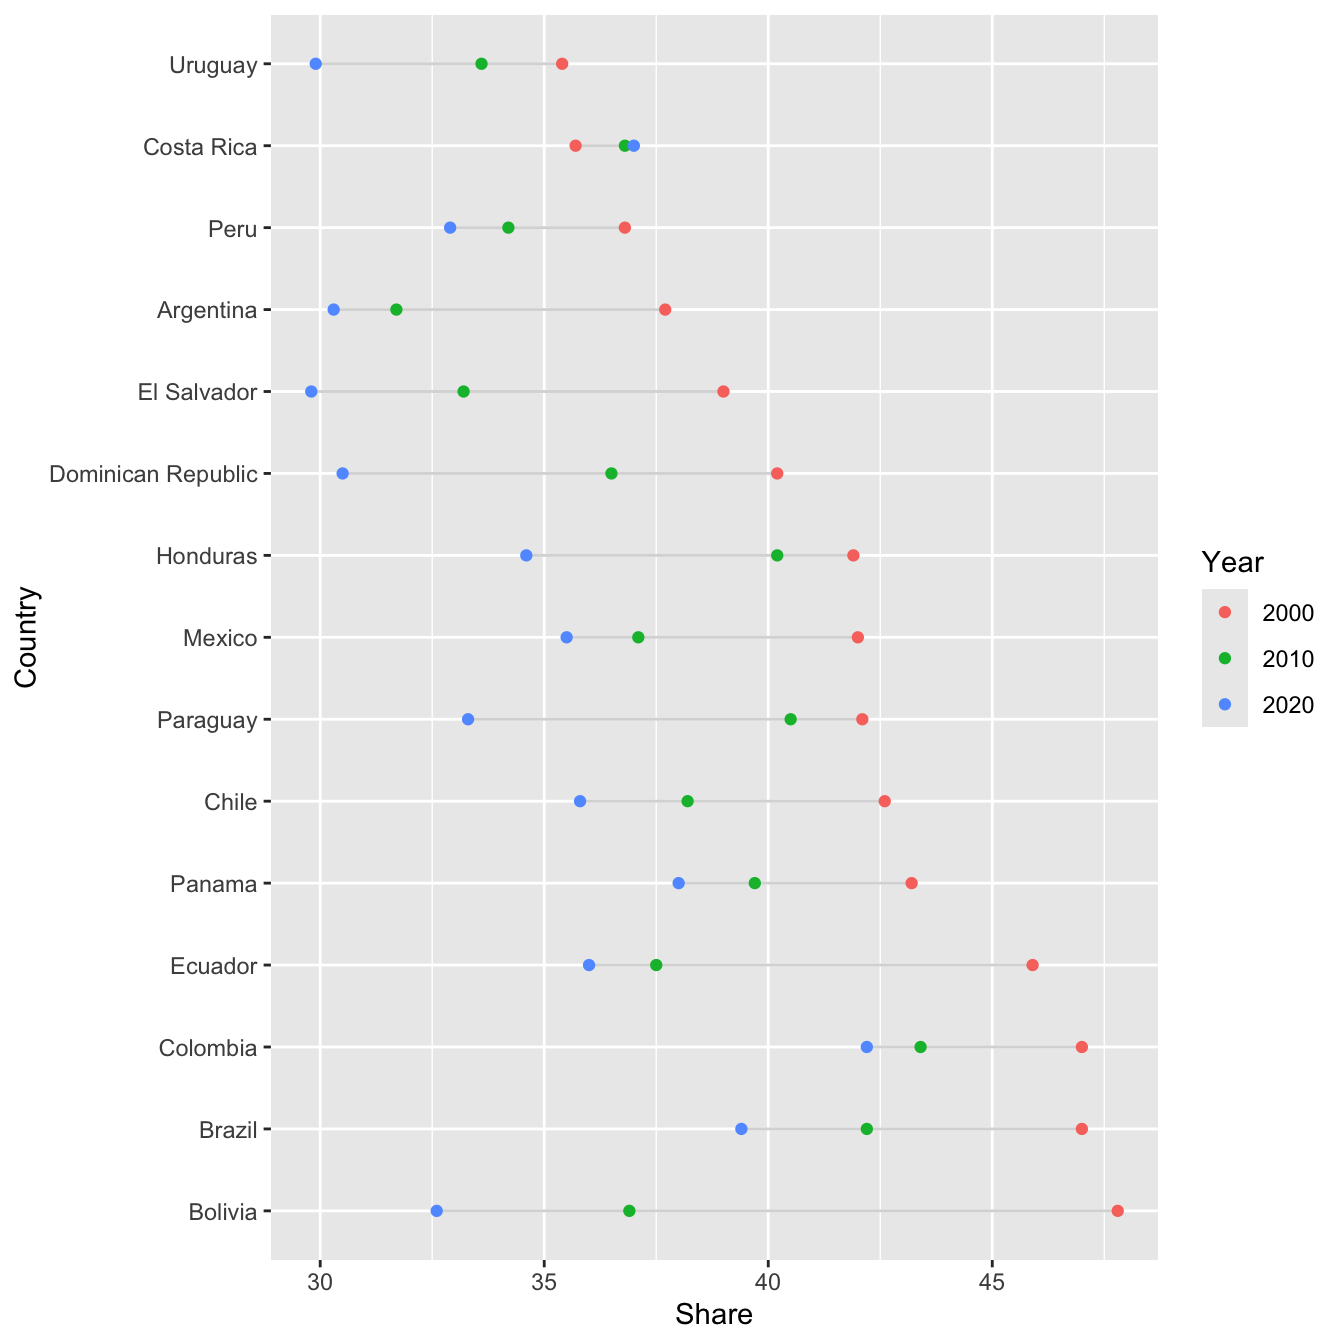 Uruguay
Costa Rica
Peru
Argentina
El Salvador
Dominican Republic
Honduras
Mexico
Paraguay
Chile
Panama
Ecuador
Colombia
Brazil
Bolivia
Country
30 35 40 45
Share
Year
2000
2010
2020